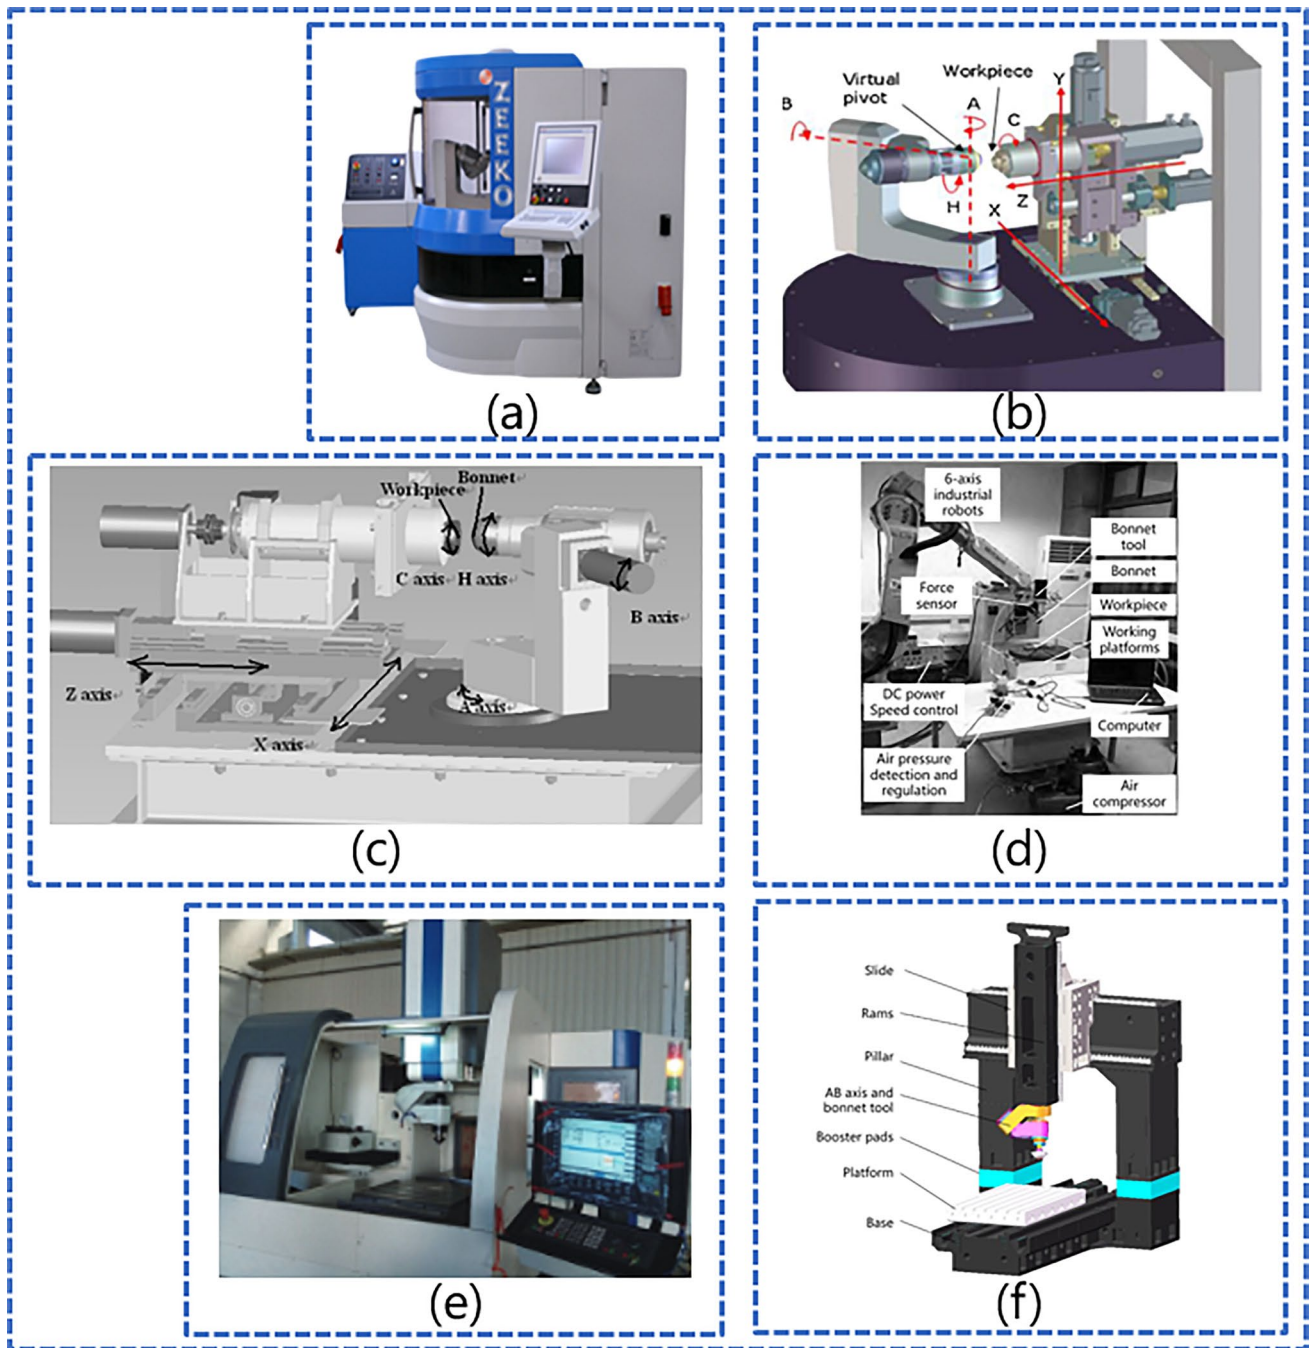 ZEEKO
(a)
Virtual
pivot
Workpiece
Y
B
A
C
H
Z
X
(b)
Bonnet
Workpiece
C axis
H axis
B axis
Z axis
A axis
X axis
(c)
6-axis
industrial
robots
Bonnet
tool
Bonnet
Force
sensor
Workpiece
Working
platforms
DC power
Speed control
Computer
Air pressure
detection and
regulation
Air
compressor
(d)
(e)
Slide
Rams
Pillar
AB axis and
bonnet tool
Booster pads
Platform
Base
(f)